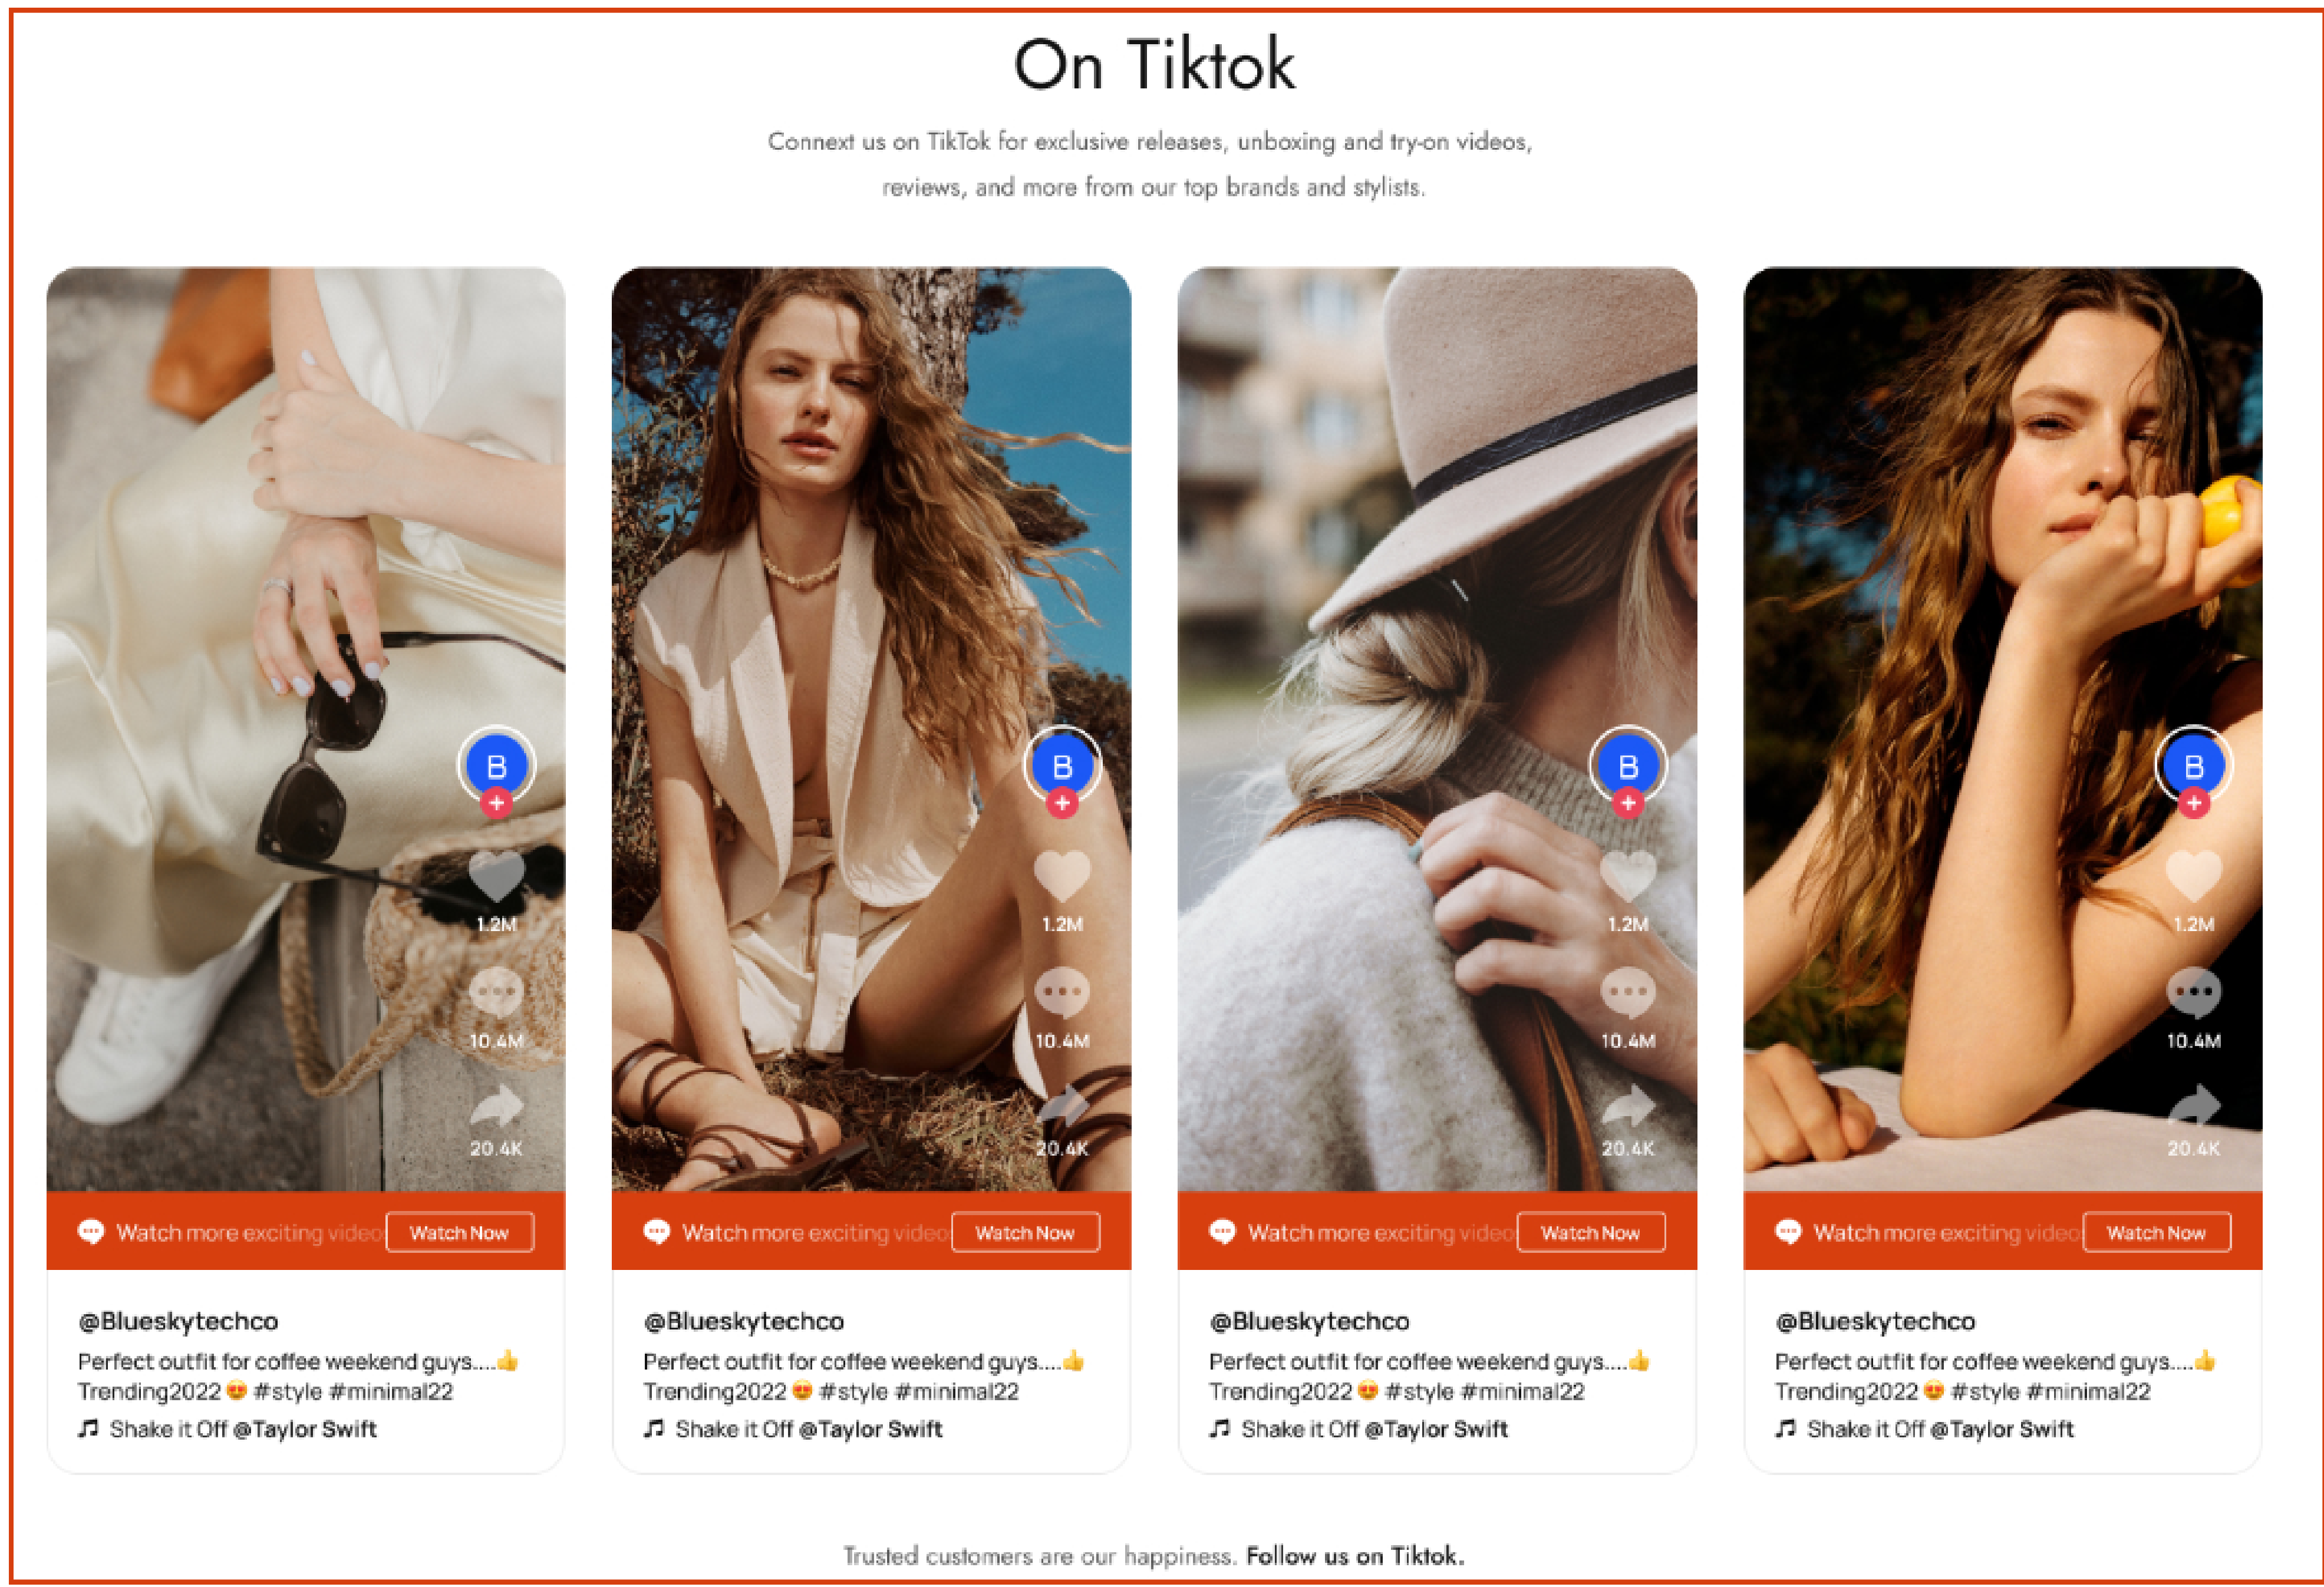 On Tiktok
Connext us on TikTok for exclusive releases, unboxing and try-on videos,
reviews, and more from our top brands and stylists.
B
1.2M
10.4M
20.4K
Watch more exciting video
Watch Now
@Blueskytechco
Perfect outfit for coffee weekend guys....👍
Trending2022 😍 #style #minimal22
Shake it Off @Taylor Swift
B
1.2M
10.4M
20.4K
Watch more exciting video
Watch Now
@Blueskytechco
Perfect outfit for coffee weekend guys....👍
Trending2022 😍 #style #minimal22
Shake it Off @Taylor Swift
B
1.2M
10.4M
20.4K
Watch more exciting video
Watch Now
@Blueskytechco
Perfect outfit for coffee weekend guys....👍
Trending2022 😍 #style #minimal22
Shake it Off @Taylor Swift
B
1.2M
10.4M
20.4K
Watch more exciting video
Watch Now
@Blueskytechco
Perfect outfit for coffee weekend guys....👍
Trending2022 😍 #style #minimal22
Shake it Off @Taylor Swift
Trusted customers are our happiness. Follow us on Tiktok.